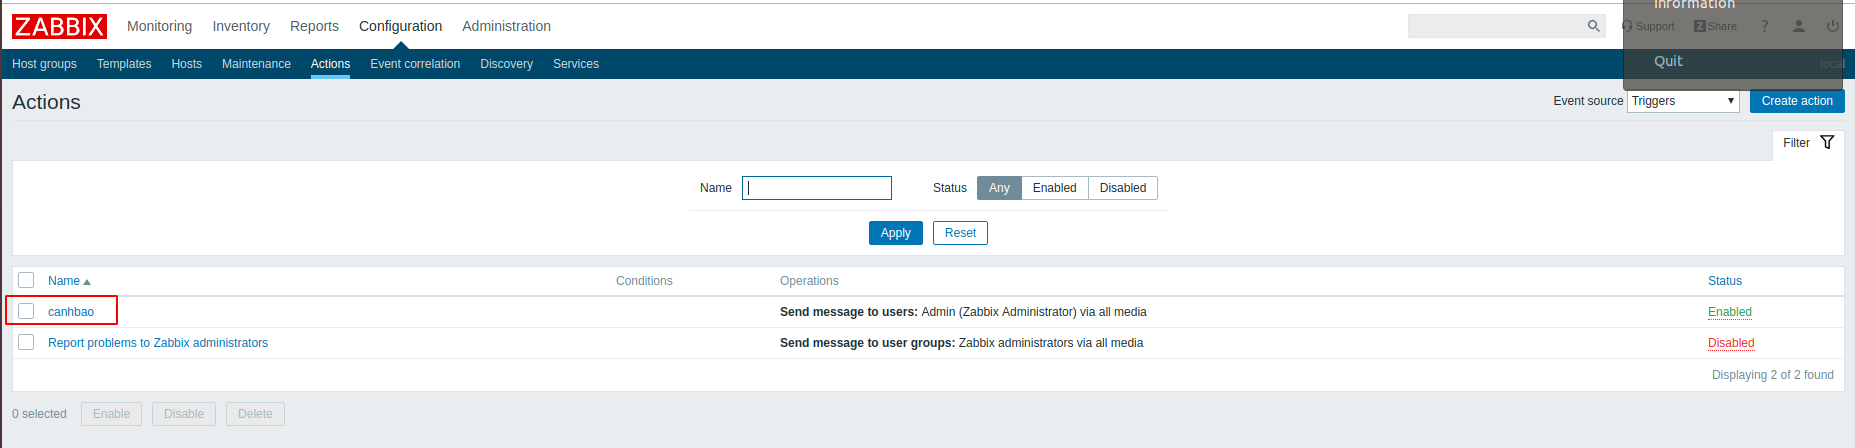 Information
ZABBIX Monitoring Inventory Reports Configuration Administration Support Z Share ?
Host groups Templates Hosts Maintenance Actions Event correlation Discovery Services Quit local
Actions Event source Triggers Create action
Filter
Name Status Any Enabled Disabled
Apply Reset
Name Conditions Operations Status
canhbao Send message to users: Admin (Zabbix Administrator) via all media Enabled
Report problems to Zabbix administrators Send message to user groups: Zabbix administrators via all media Disabled
Displaying 2 of 2 found
0 selected Enable Disable Delete